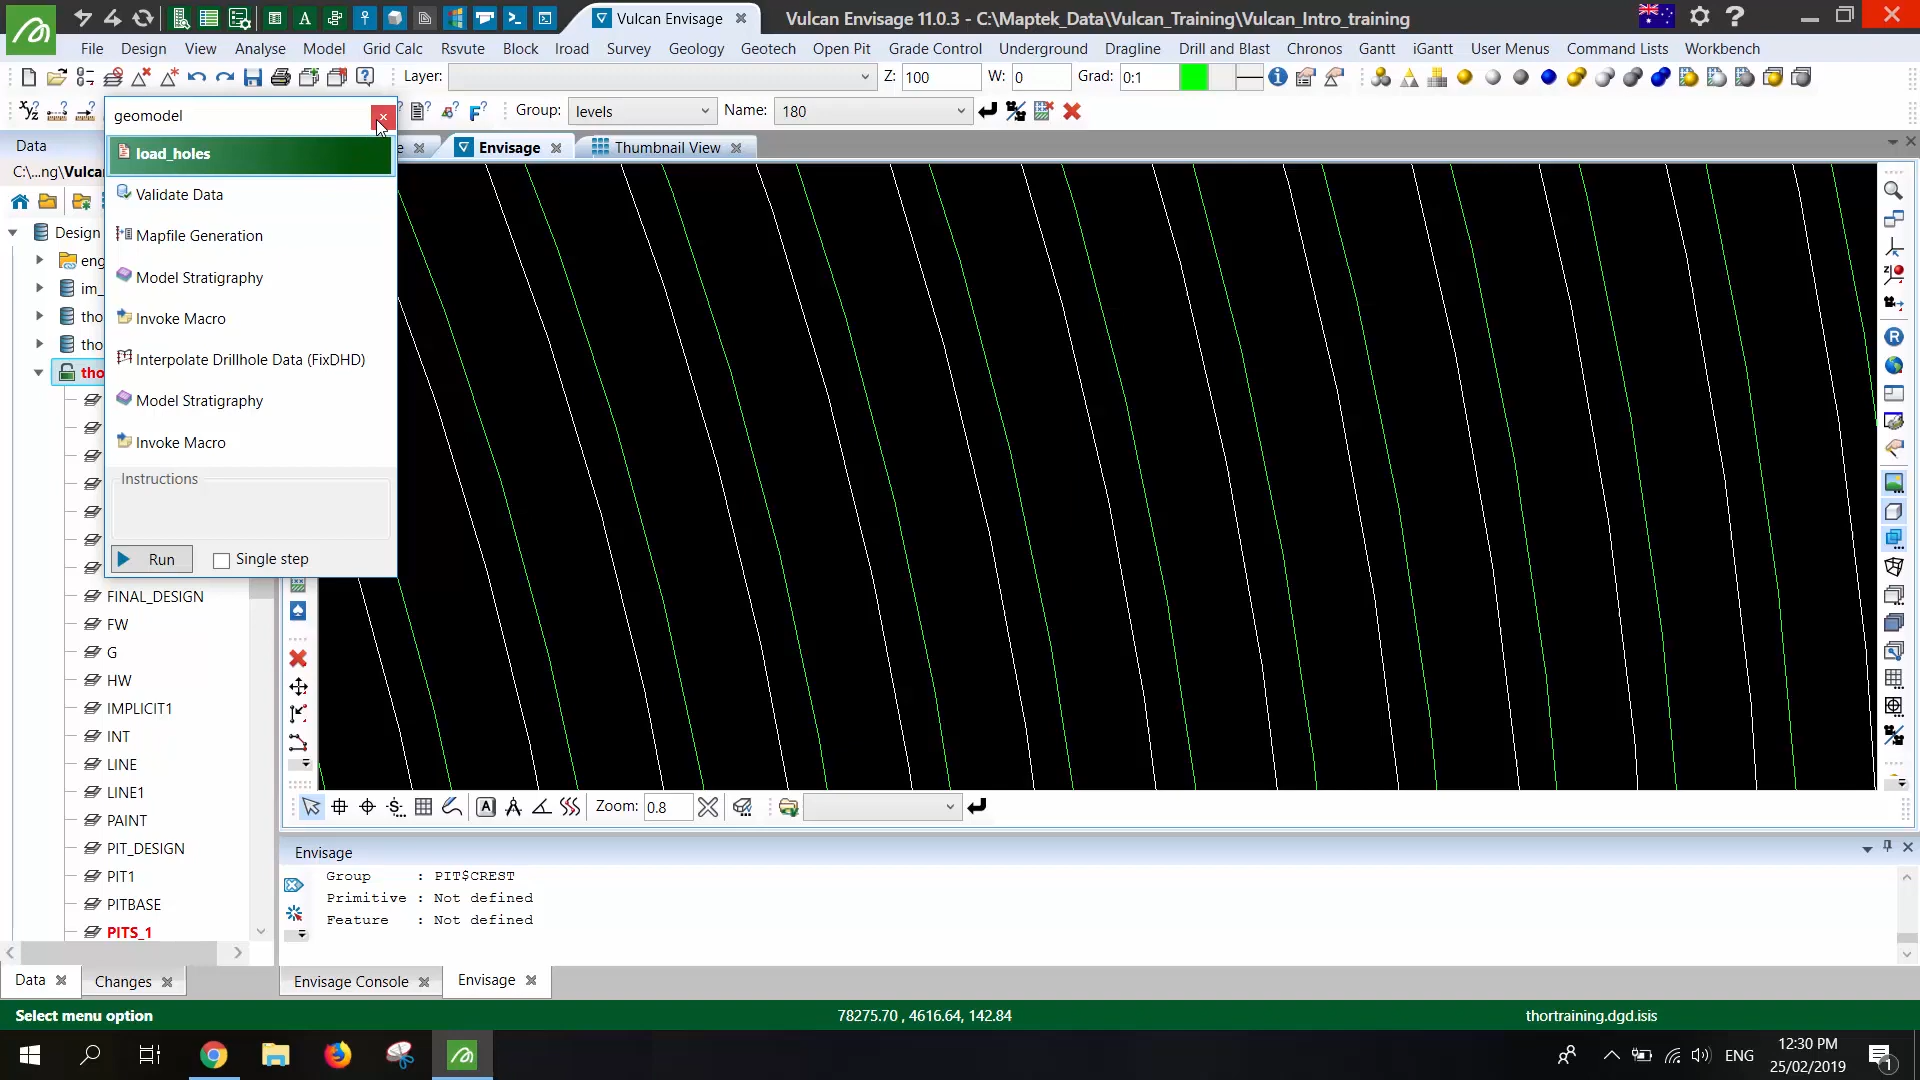 Vulcan Envisage
Vulcan Envisage 11.0.3 - C:\Maptek_Data\Vulcan_Training\Vulcan_Intro_training
File Design View Analyse Model Grid Calc Rsvute Block Iroad Survey Geology Geotech Open Pit Grade Control Underground Dragline Drill and Blast Chronos Gantt iGantt User Menus Command Lists Workbench
Layer: Z: 100 W: 0 Grad: 0:1
geomodel
Group: levels Name: 180
Data
Envisage
Thumbnail View
load_holes
C:\...ng\Vulca
Validate Data
Mapfile Generation
Design
Model Stratigraphy
Invoke Macro
Interpolate Drillhole Data (FixDHD)
Model Stratigraphy
Invoke Macro
eng
im_
tho
tho
tho
Instructions
Run
Single step
FINAL_DESIGN
FW
G
HW
IMPLICIT1
INT
LINE
LINE1
PAINT
PIT_DESIGN
PIT1
PITBASE
PITS_1
Zoom: 0.8
Envisage
Group : PIT$CREST
Primitive : Not defined
Feature : Not defined
Data
Changes
Envisage Console
Envisage
Select menu option
78275.70 , 4616.64, 142.84
thortraining.dgd.isis
ENG
12:30 PM
25/02/2019
1